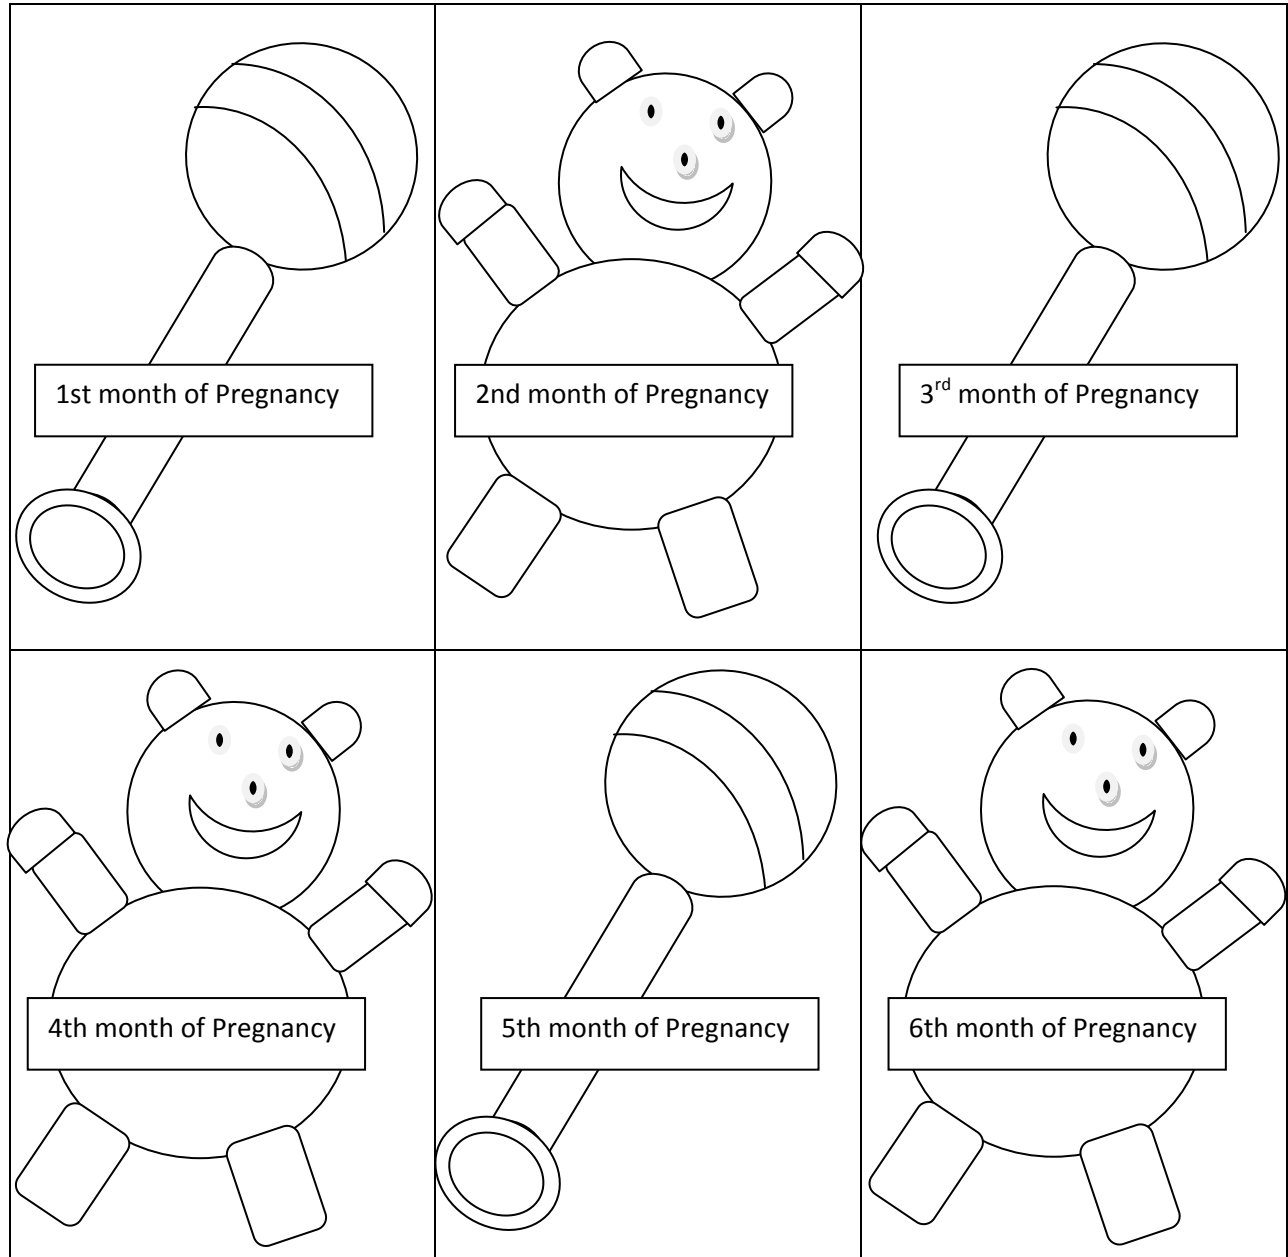 1st month of Pregnancy
2nd month of Pregnancy
3rd month of Pregnancy
4th month of Pregnancy
5th month of Pregnancy
6th month of Pregnancy